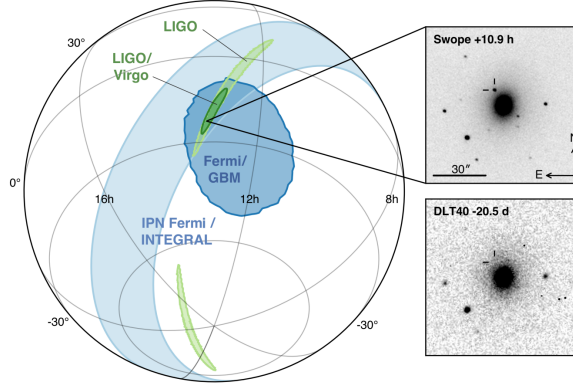 LIGO
Swope +10.9 h
30°
LIGO/
Virgo
N
Fermi/
GBM
30"
E
0°
16h
12h
8h
DLT40 -20.5 d
IPN Fermi /
INTEGRAL
-30°
-30°